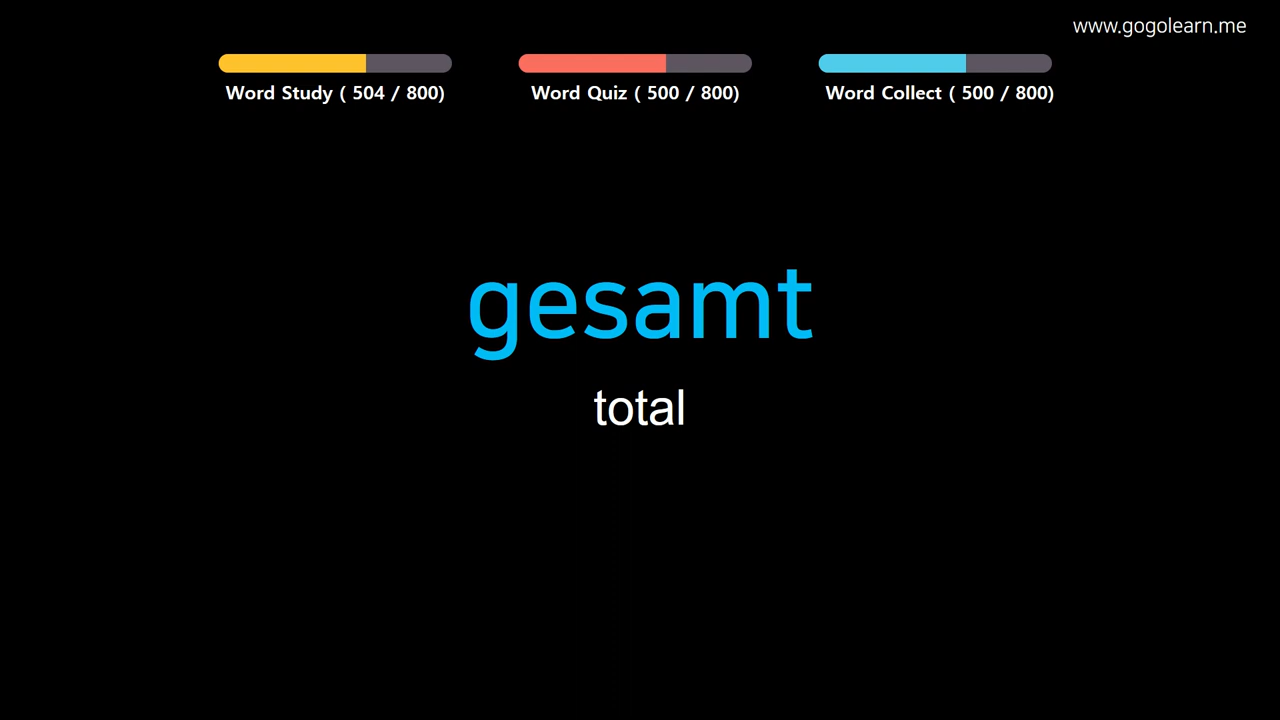 www.gogolearn.me
Word Study ( 504 / 800)
Word Quiz ( 500 / 800)
Word Collect ( 500 / 800)
gesamt
total